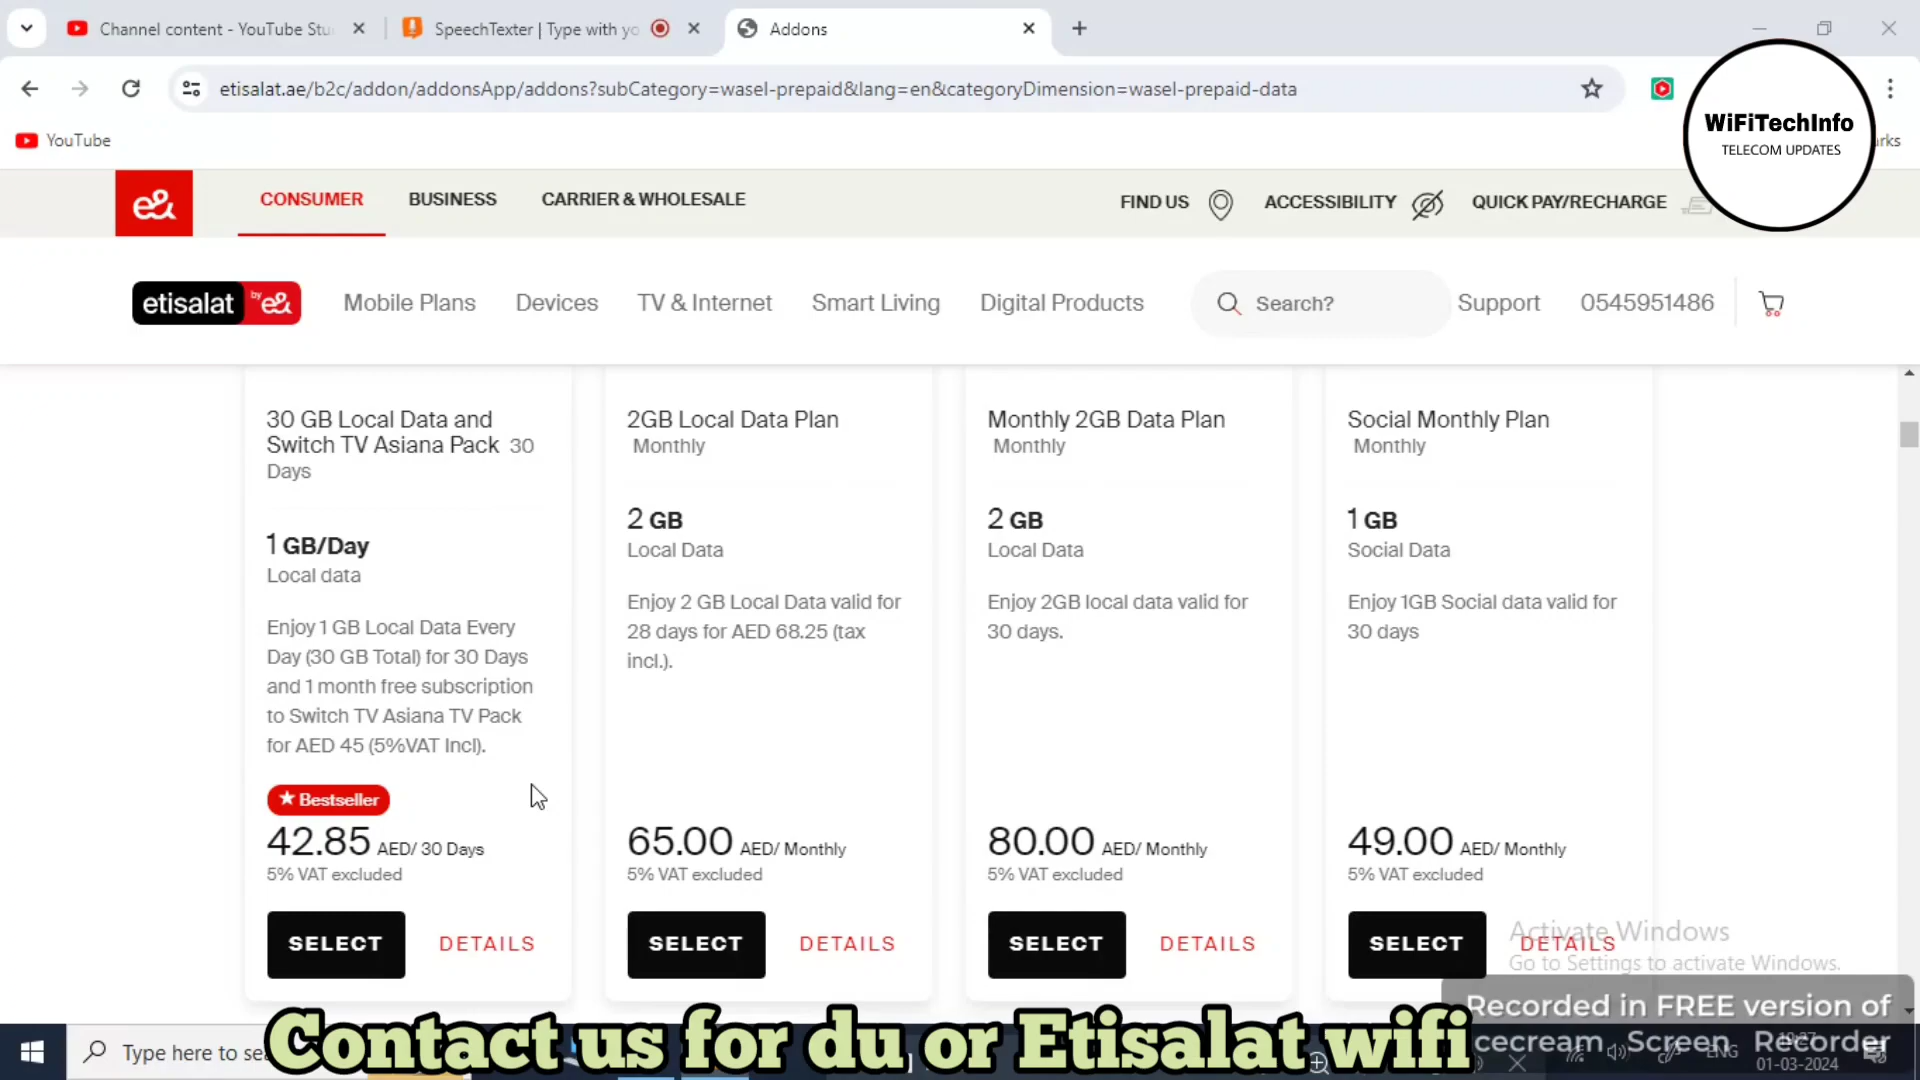 Channel content - YouTube Stu
SpeechTexter | Type with yo
Addons
etisalat.ae/b2c/addon/addonsApp/addons?subCategory=wasel-prepaid&lang=en&categoryDimension=wasel-prepaid-data
YouTube
WiFiTechInfo
TELECOM UPDATES
rks
e&
CONSUMER
BUSINESS
CARRIER & WHOLESALE
FIND US
ACCESSIBILITY
QUICK PAY/RECHARGE
etisalat by e&
Mobile Plans
Devices
TV & Internet
Smart Living
Digital Products
Search?
Support
0545951486
30 GB Local Data and
Switch TV Asiana Pack 30
Days
1 GB/Day
Local data
Enjoy 1 GB Local Data Every
Day (30 GB Total) for 30 Days
and 1 month free subscription
to Switch TV Asiana TV Pack
for AED 45 (5%VAT Incl).
Bestseller
42.85 AED/ 30 Days
5% VAT excluded
SELECT
DETAILS
2GB Local Data Plan
Monthly
2 GB
Local Data
Enjoy 2 GB Local Data valid for
28 days for AED 68.25 (tax
incl.).
65.00 AED/ Monthly
5% VAT excluded
SELECT
DETAILS
Monthly 2GB Data Plan
Monthly
2 GB
Local Data
Enjoy 2GB local data valid for
30 days.
80.00 AED/ Monthly
5% VAT excluded
SELECT
DETAILS
Social Monthly Plan
Monthly
1 GB
Social Data
Enjoy 1GB Social data valid for
30 days
49.00 AED/ Monthly
5% VAT excluded
SELECT
DETAILS
Activate Windows
Go to Settings to activate Windows.
Recorded in FREE version of
cecream Screen Recorder
Type here to se
Contact us for du or Etisalat wifi
ENG
01-03-2024